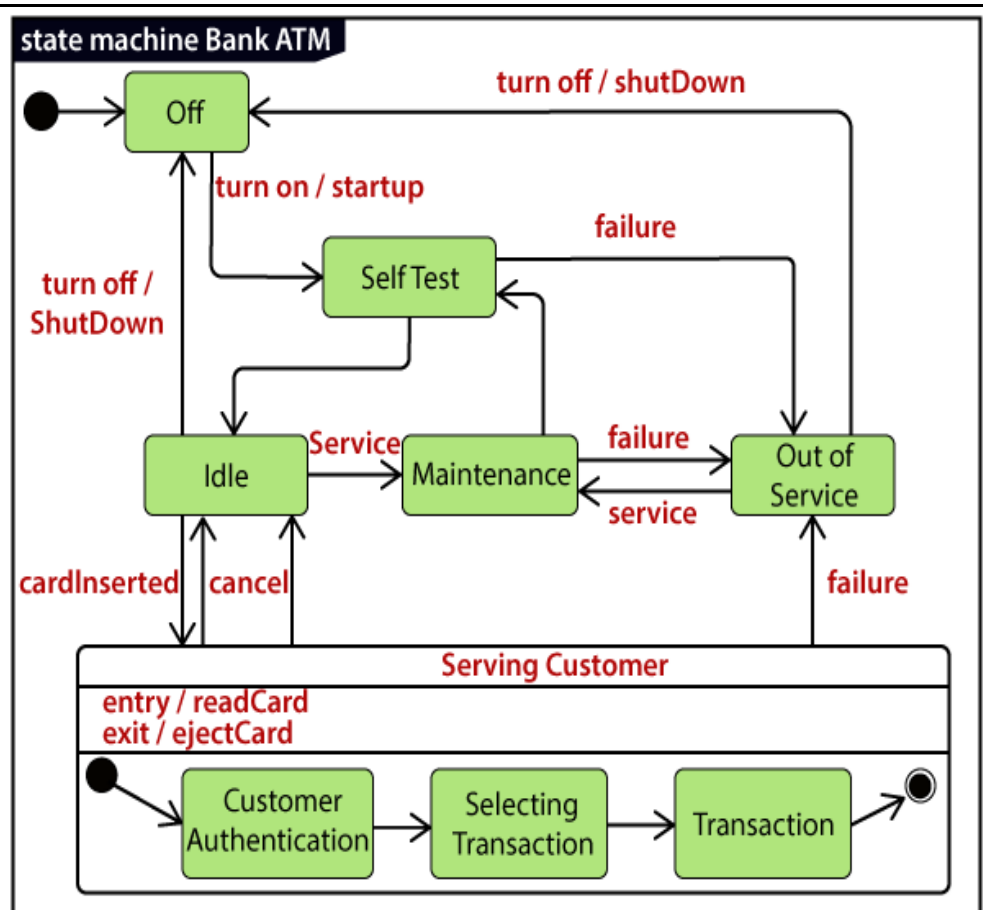 state machine Bank ATM
turn off / shutDown
Off
turn on / startup
failure
Self Test
turn off /
ShutDown
Service
failure
Out of
Service
Idle
Maintenance
service
cardInserted
cancel
failure
Serving Customer
entry / readCard
exit / ejectCard
Customer
Authentication
Selecting
Transaction
Transaction